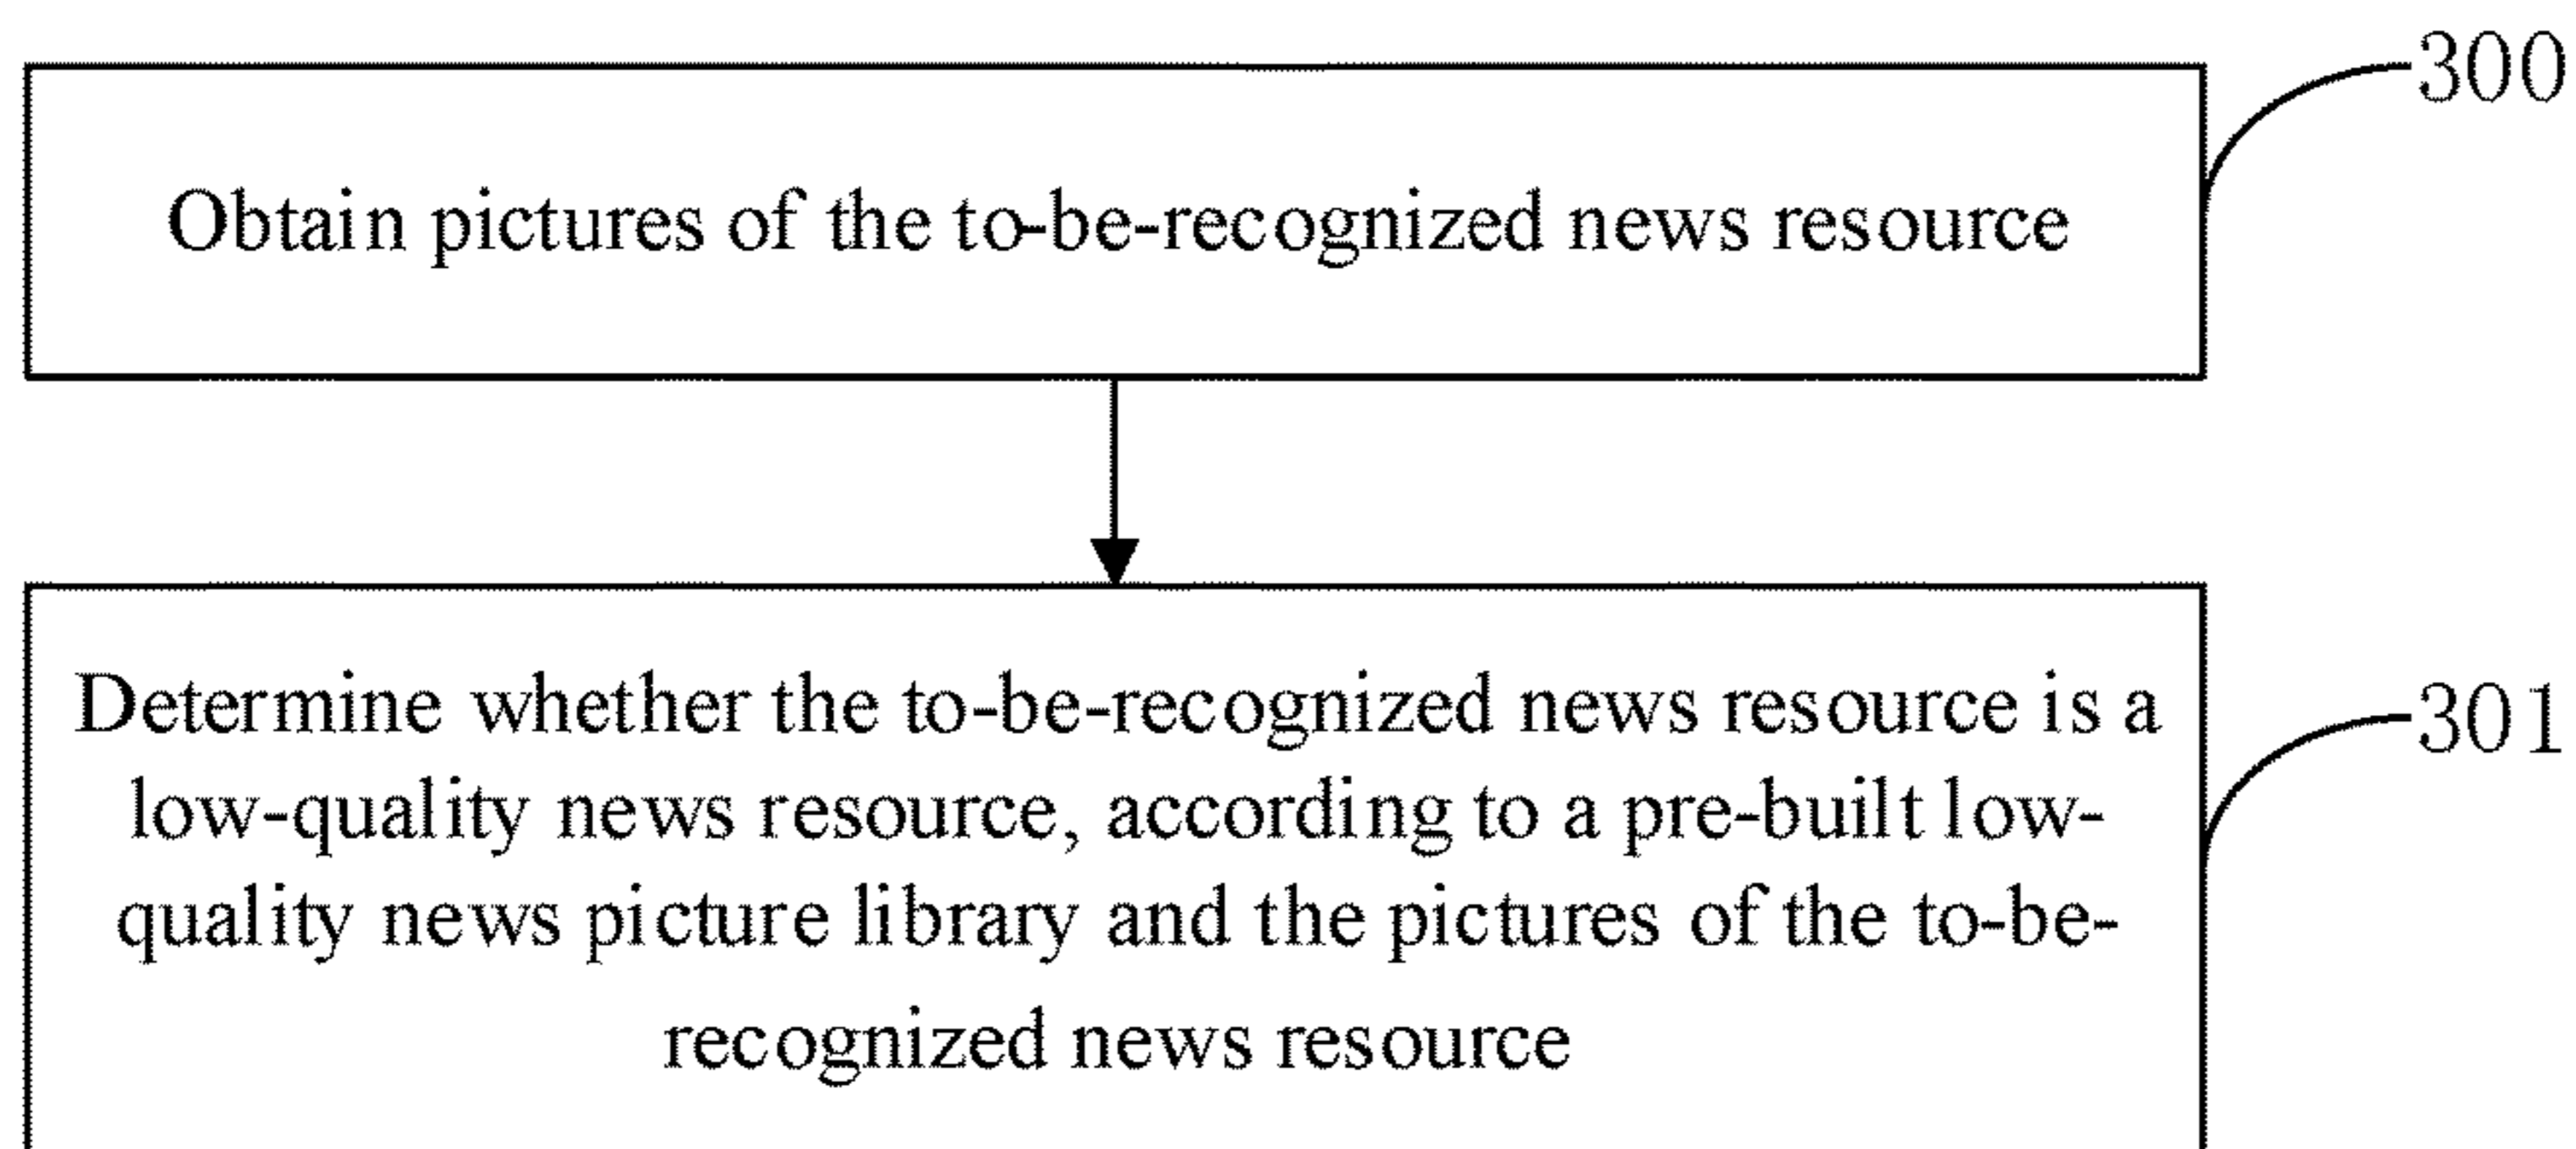 300
Obtain pictures of the to-be-recognized news resource
Determine whether the to-be-recognized news resource is a
301
low-quality news resource, according to a pre-built low-
quality news picture library and the pictures of the to-be-
recognized news resource